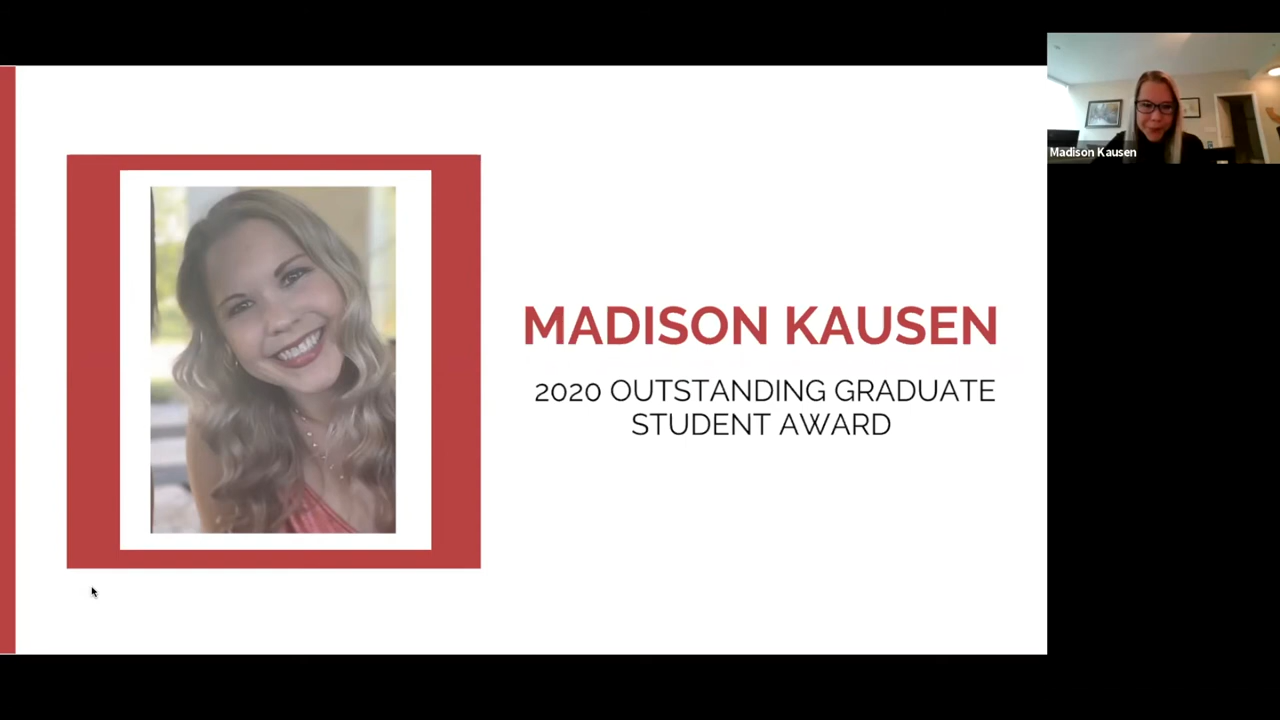 Madison Kausen
MADISON KAUSEN
2020 OUTSTANDING GRADUATE
STUDENT AWARD